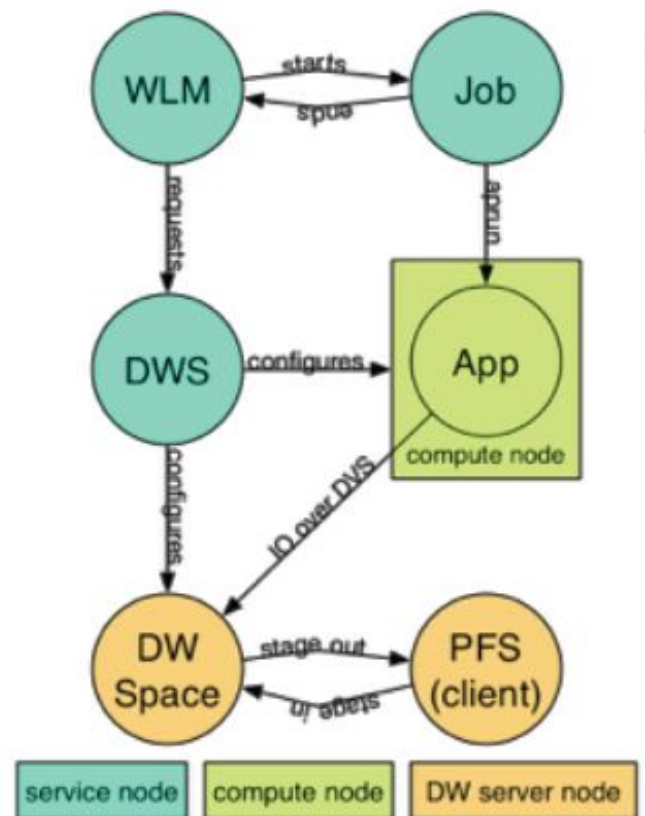 WLM
starts
Job
ends
requests
aprun
DWS
configures
App
compute node
configures
IO over DVS
DW
Space
stage out
PFS
(client)
stage in
service node
compute node
DW server node